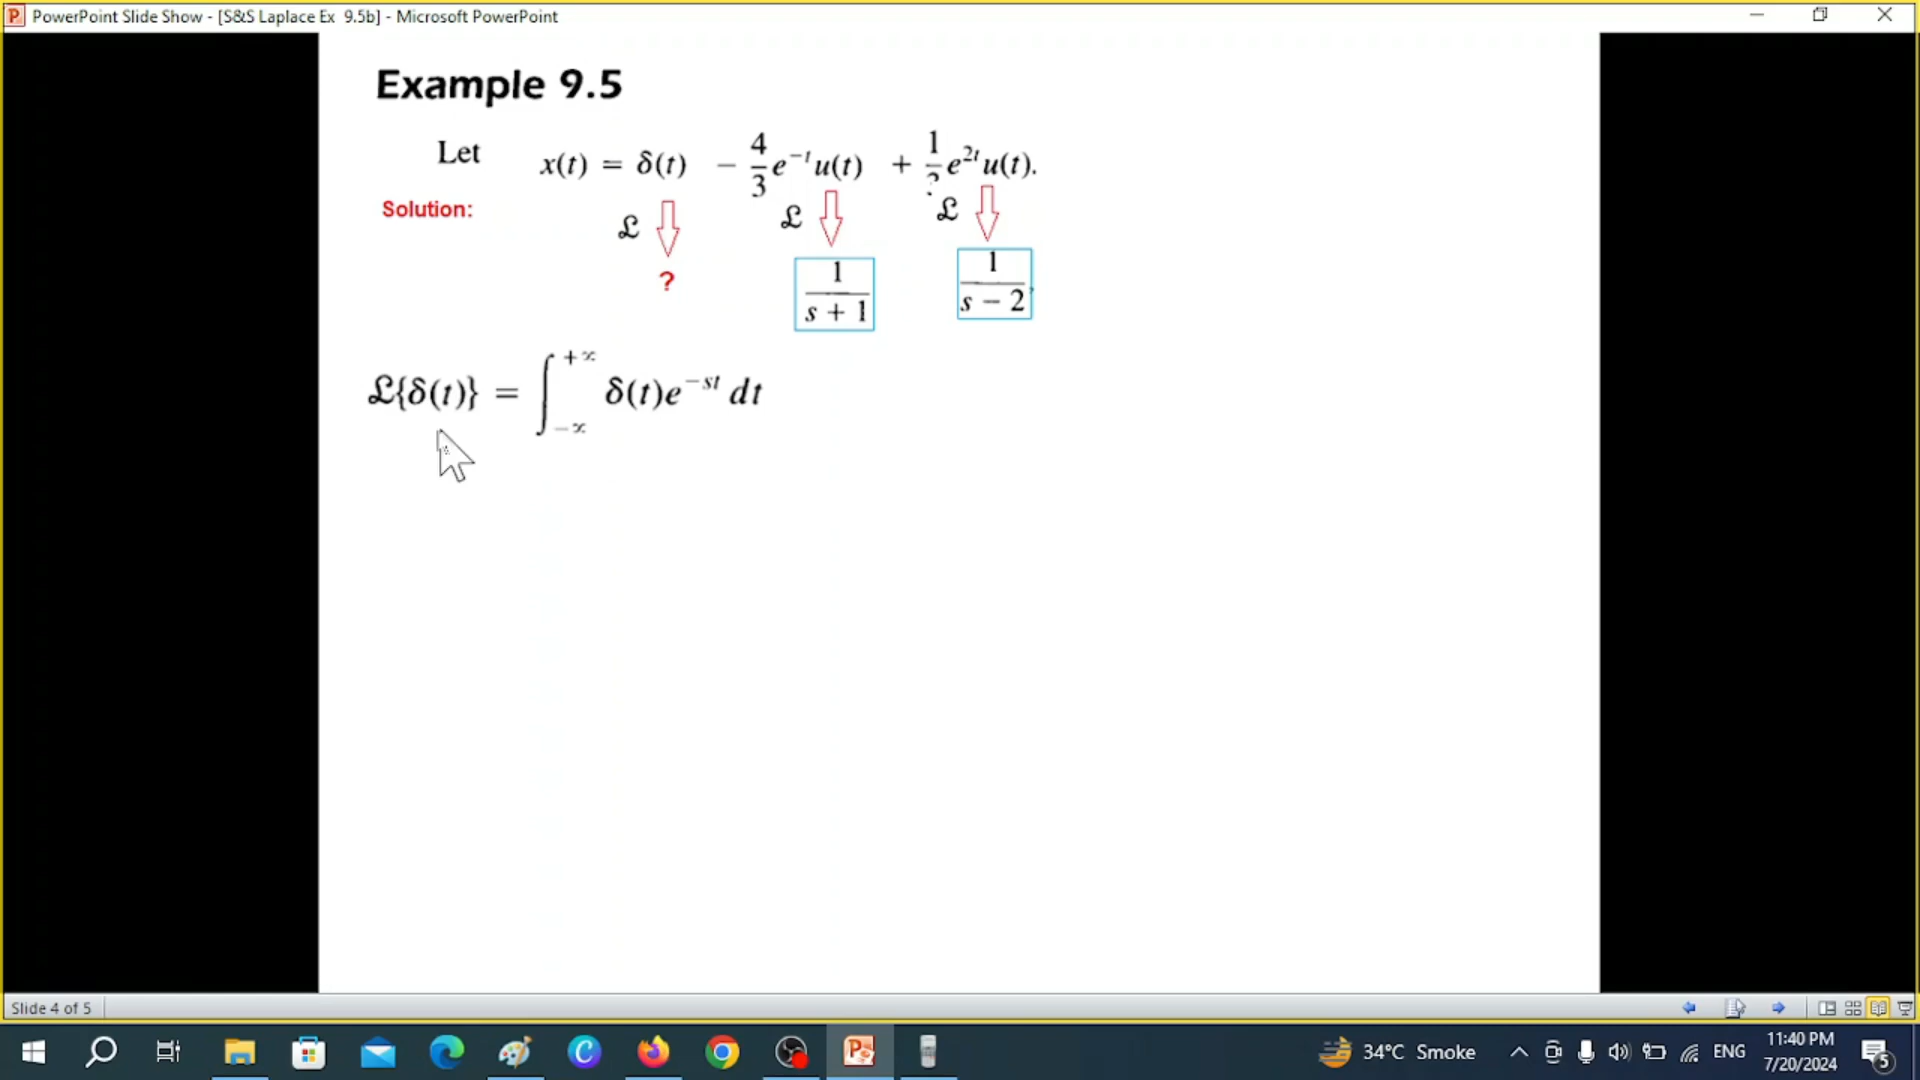 PowerPoint Slide Show - [S&S Laplace Ex 9.5b] - Microsoft PowerPoint
Example 9.5
Let x(t) = δ(t) − 4/3 e^{−t} u(t) + 1/ e^{2t} u(t).
Solution:
ℒ ℒ ℒ
? 1/(s + 1) 1/(s − 2),
ℒ{δ(t)} = ∫_{−∞}^{+∞} δ(t)e^{−st} dt
Slide 4 of 5
34°C Smoke ENG 11:40 PM
7/20/2024 5